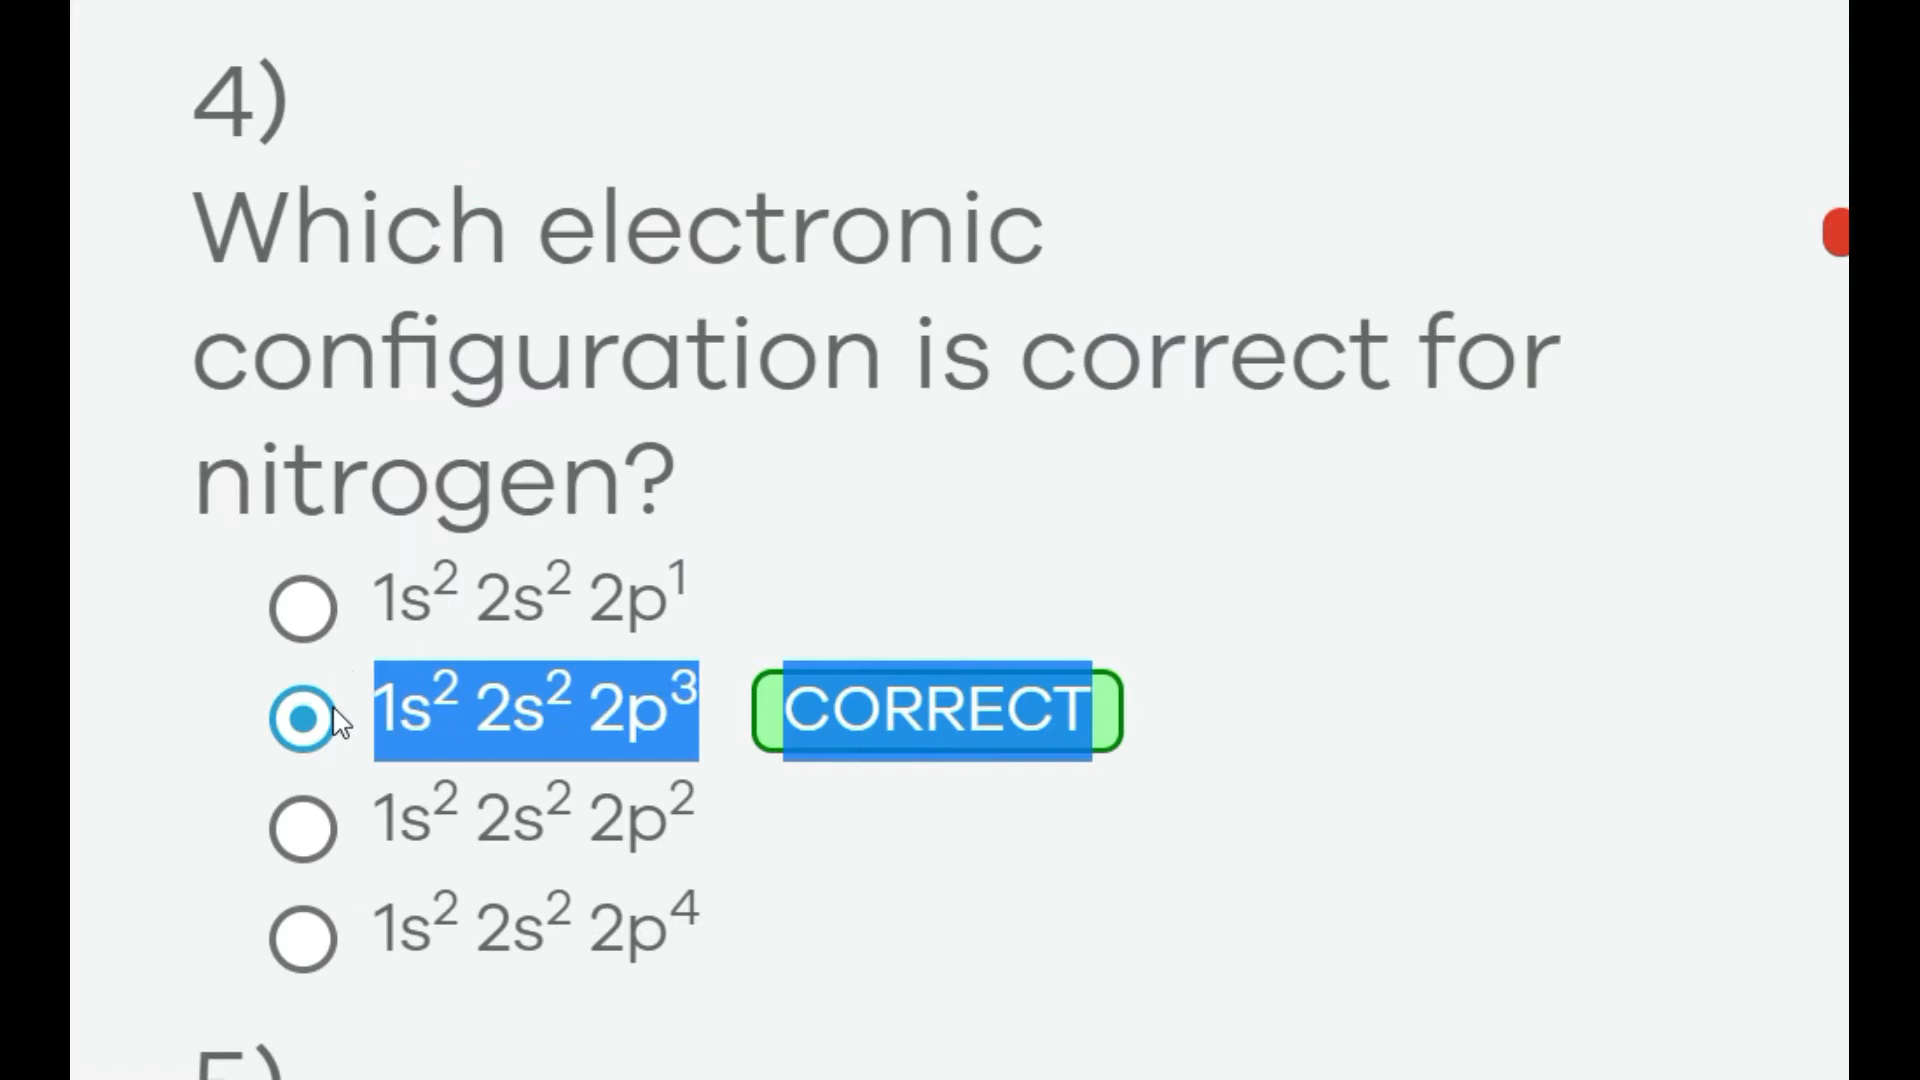 4)
Which electronic
configuration is correct for
nitrogen?
1s² 2s² 2p¹
1s² 2s² 2p³ CORRECT
1s² 2s² 2p²
1s² 2s² 2p⁴
5)